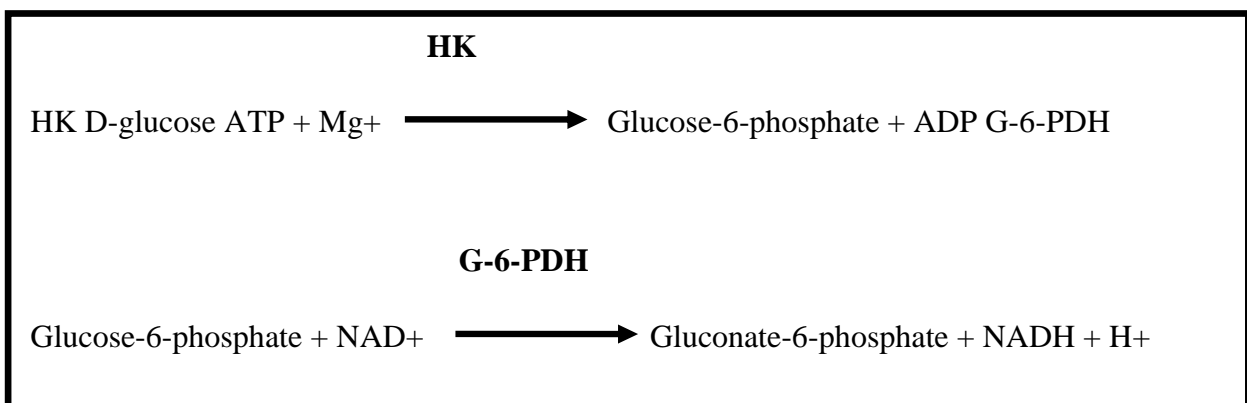 HK
HK D-glucose ATP + Mg+ Glucose-6-phosphate + ADP G-6-PDH
G-6-PDH
Glucose-6-phosphate + NAD+ Gluconate-6-phosphate + NADH + H+